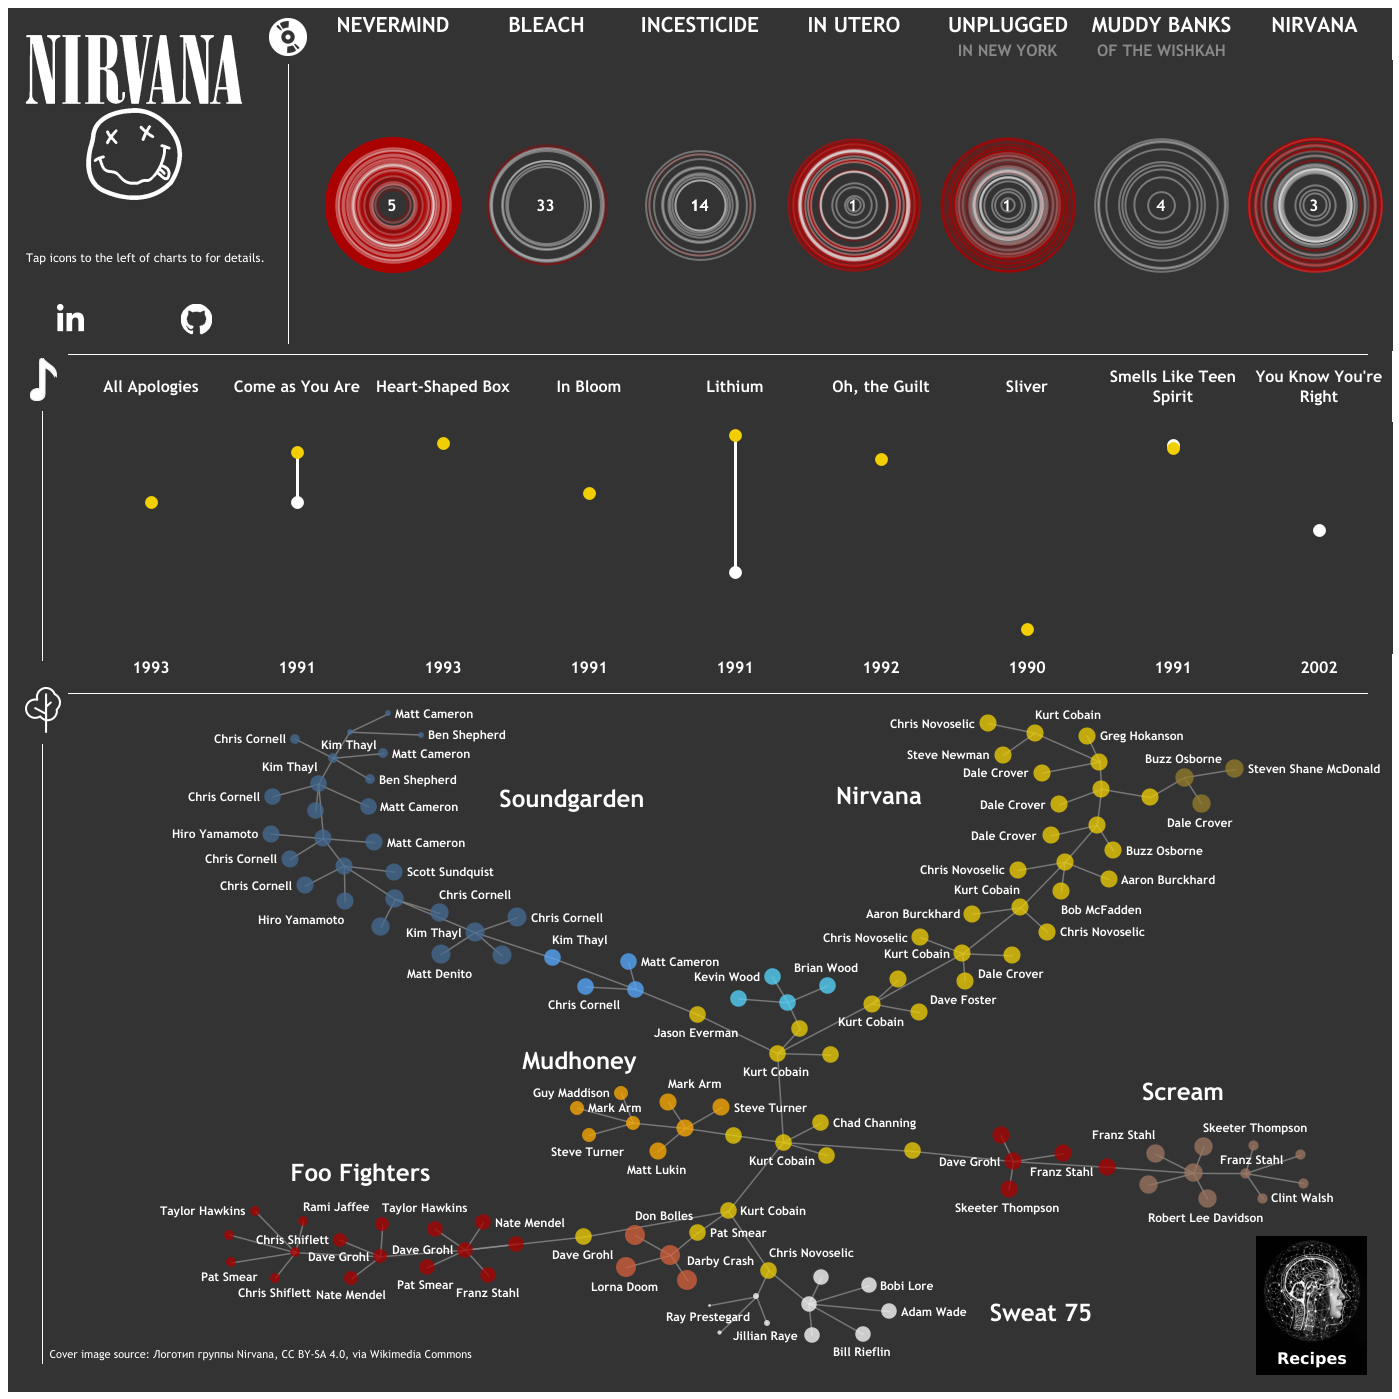 NIRVANA
NEVERMIND
BLEACH
INCESTICIDE
IN UTERO
UNPLUGGED
IN NEW YORK
MUDDY BANKS
OF THE WISHKAH
NIRVANA
5
33
14
1
1
4
3
Tap icons to the left of charts to for details.
in
All Apologies
Come as You Are
Heart-Shaped Box
In Bloom
Lithium
Oh, the Guilt
Sliver
Smells Like Teen
Spirit
You Know You're
Right
1993
1991
1993
1991
1991
1992
1990
1991
2002
Matt Cameron
Ben Shepherd
Chris Cornell
Kim Thayl
Matt Cameron
Kim Thayl
Ben Shepherd
Chris Cornell
Matt Cameron
Soundgarden
Hiro Yamamoto
Matt Cameron
Chris Cornell
Scott Sundquist
Chris Cornell
Chris Cornell
Hiro Yamamoto
Chris Cornell
Kim Thayl
Kim Thayl
Matt Denito
Matt Cameron
Chris Cornell
Jason Everman
Kurt Cobain
Chris Novoselic
Greg Hokanson
Steve Newman
Buzz Osborne
Dale Crover
Steven Shane McDonald
Nirvana
Dale Crover
Dale Crover
Dale Crover
Buzz Osborne
Chris Novoselic
Aaron Burckhard
Kurt Cobain
Aaron Burckhard
Bob McFadden
Chris Novoselic
Chris Novoselic
Kurt Cobain
Brian Wood
Kevin Wood
Dale Crover
Dave Foster
Kurt Cobain
Kurt Cobain
Mudhoney
Mark Arm
Guy Maddison
Mark Arm
Steve Turner
Chad Channing
Steve Turner
Matt Lukin
Kurt Cobain
Scream
Skeeter Thompson
Franz Stahl
Dave Grohl
Franz Stahl
Franz Stahl
Skeeter Thompson
Clint Walsh
Robert Lee Davidson
Foo Fighters
Taylor Hawkins
Rami Jaffee
Taylor Hawkins
Nate Mendel
Chris Shiflett
Dave Grohl
Dave Grohl
Pat Smear
Chris Shiflett
Nate Mendel
Pat Smear
Franz Stahl
Don Bolles
Kurt Cobain
Dave Grohl
Pat Smear
Darby Crash
Lorna Doom
Chris Novoselic
Bobi Lore
Ray Prestegard
Adam Wade
Jillian Raye
Bill Rieflin
Sweat 75
Cover image source: Логотип группы Nirvana, CC BY-SA 4.0, via Wikimedia Commons
Recipes